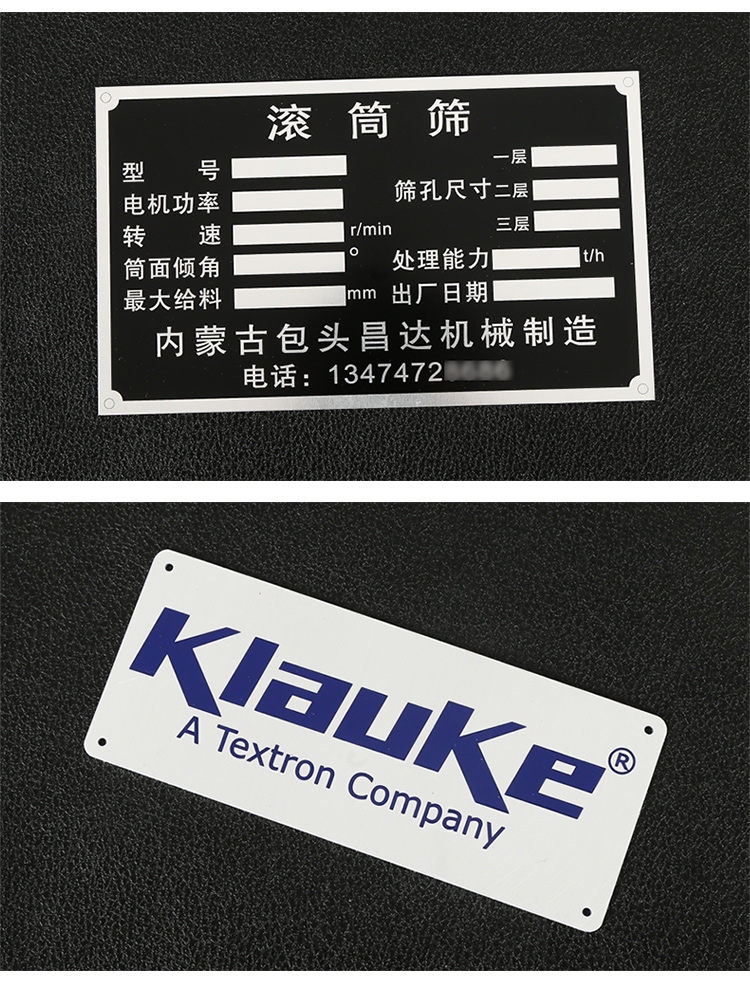 滚筒筛
型号
电机功率
转速 r/min
筒面倾角 °
最大给料 mm
一层
筛孔尺寸 二层
三层
处理能力 t/h
出厂日期
内蒙古包头昌达机械制造
电话：13474728686
Klauke®
A Textron Company